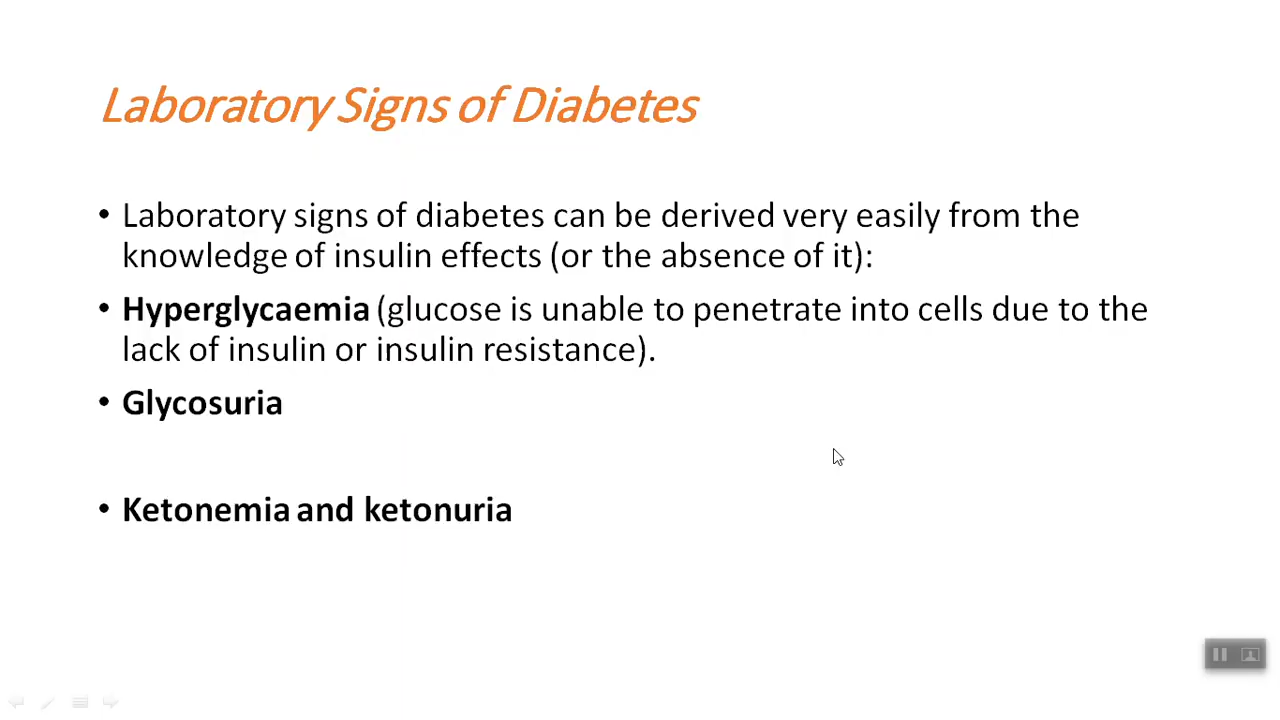 Laboratory Signs of Diabetes
• Laboratory signs of diabetes can be derived very easily from the
knowledge of insulin effects (or the absence of it):
• Hyperglycaemia (glucose is unable to penetrate into cells due to the
lack of insulin or insulin resistance).
• Glycosuria
• Ketonemia and ketonuria